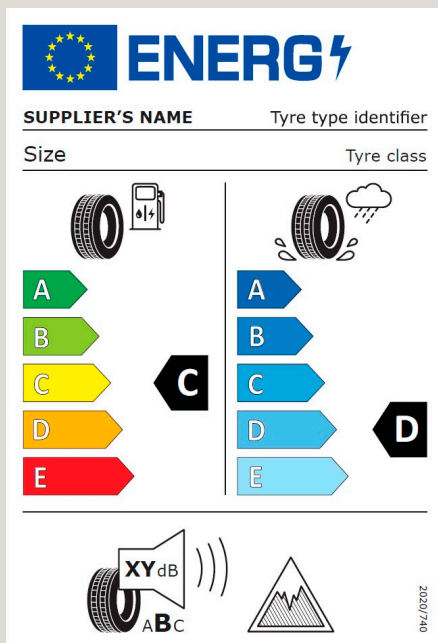 ENERG
SUPPLIER'S NAME Tyre type identifier
Size Tyre class
A A
B B
C C C
D D D
E E
XYdB
ABC
2020/740